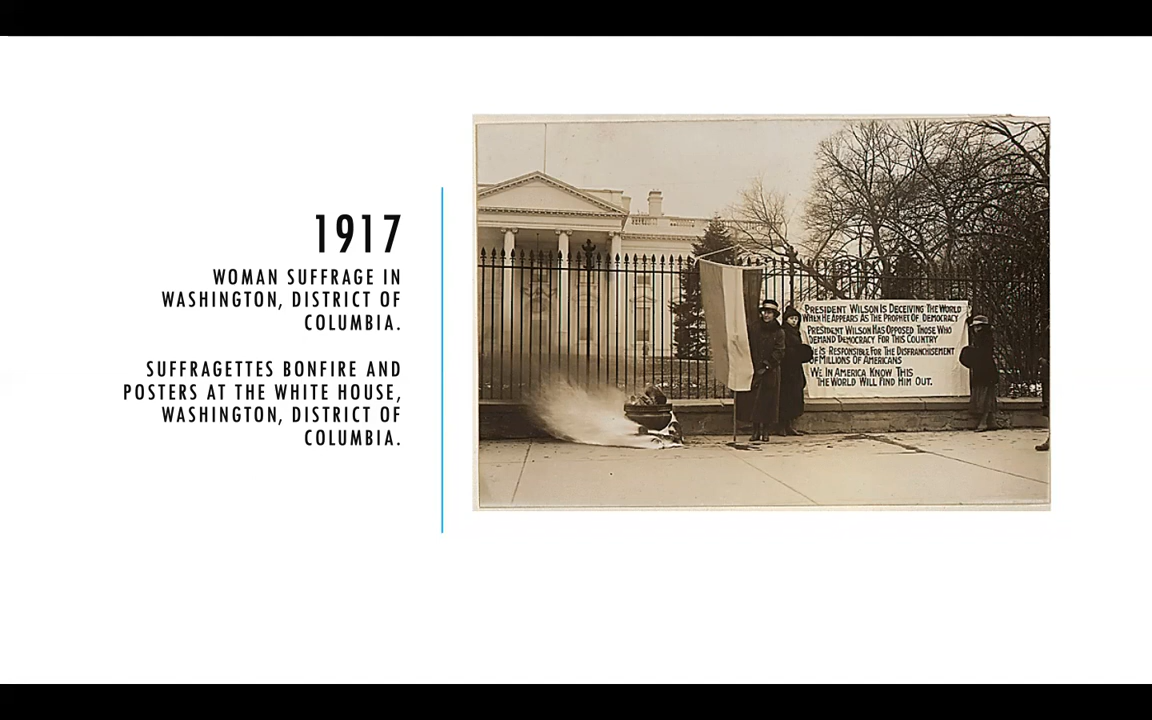 1917
WOMAN SUFFRAGE IN
WASHINGTON, DISTRICT OF
COLUMBIA.
SUFFRAGETTES BONFIRE AND
POSTERS AT THE WHITE HOUSE,
WASHINGTON, DISTRICT OF
COLUMBIA.
PRESIDENT WILSON IS DECEIVING THE WORLD
WHEN HE APPEARS AS THE PROPHET OF DEMOCRACY
PRESIDENT WILSON HAS OPPOSED THOSE WHO
DEMAND DEMOCRACY FOR THIS COUNTRY
HE IS RESPONSIBLE FOR THE DISFRANCHISEMENT
OF MILLIONS OF AMERICANS
WE IN AMERICA KNOW THIS
THE WORLD WILL FIND HIM OUT.